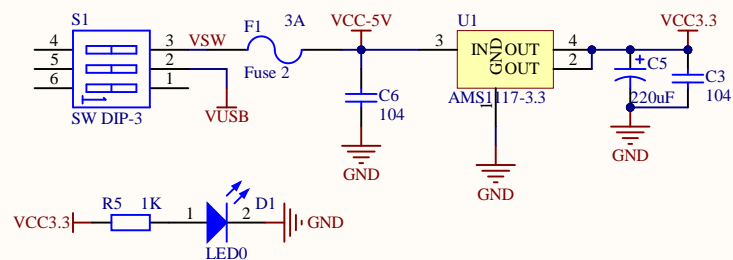 S1
4
5
6
3
2
1
SW DIP-3
VSW
VUSB
F1
3A
Fuse 2
VCC-5V
C6
104
GND
U1
3
IN
GND
OUT
OUT
4
2
1
AMS1117-3.3
GND
VCC3.3
+
C5
220uF
C3
104
GND
VCC3.3
R5
1K
1
2
D1
LED0
GND